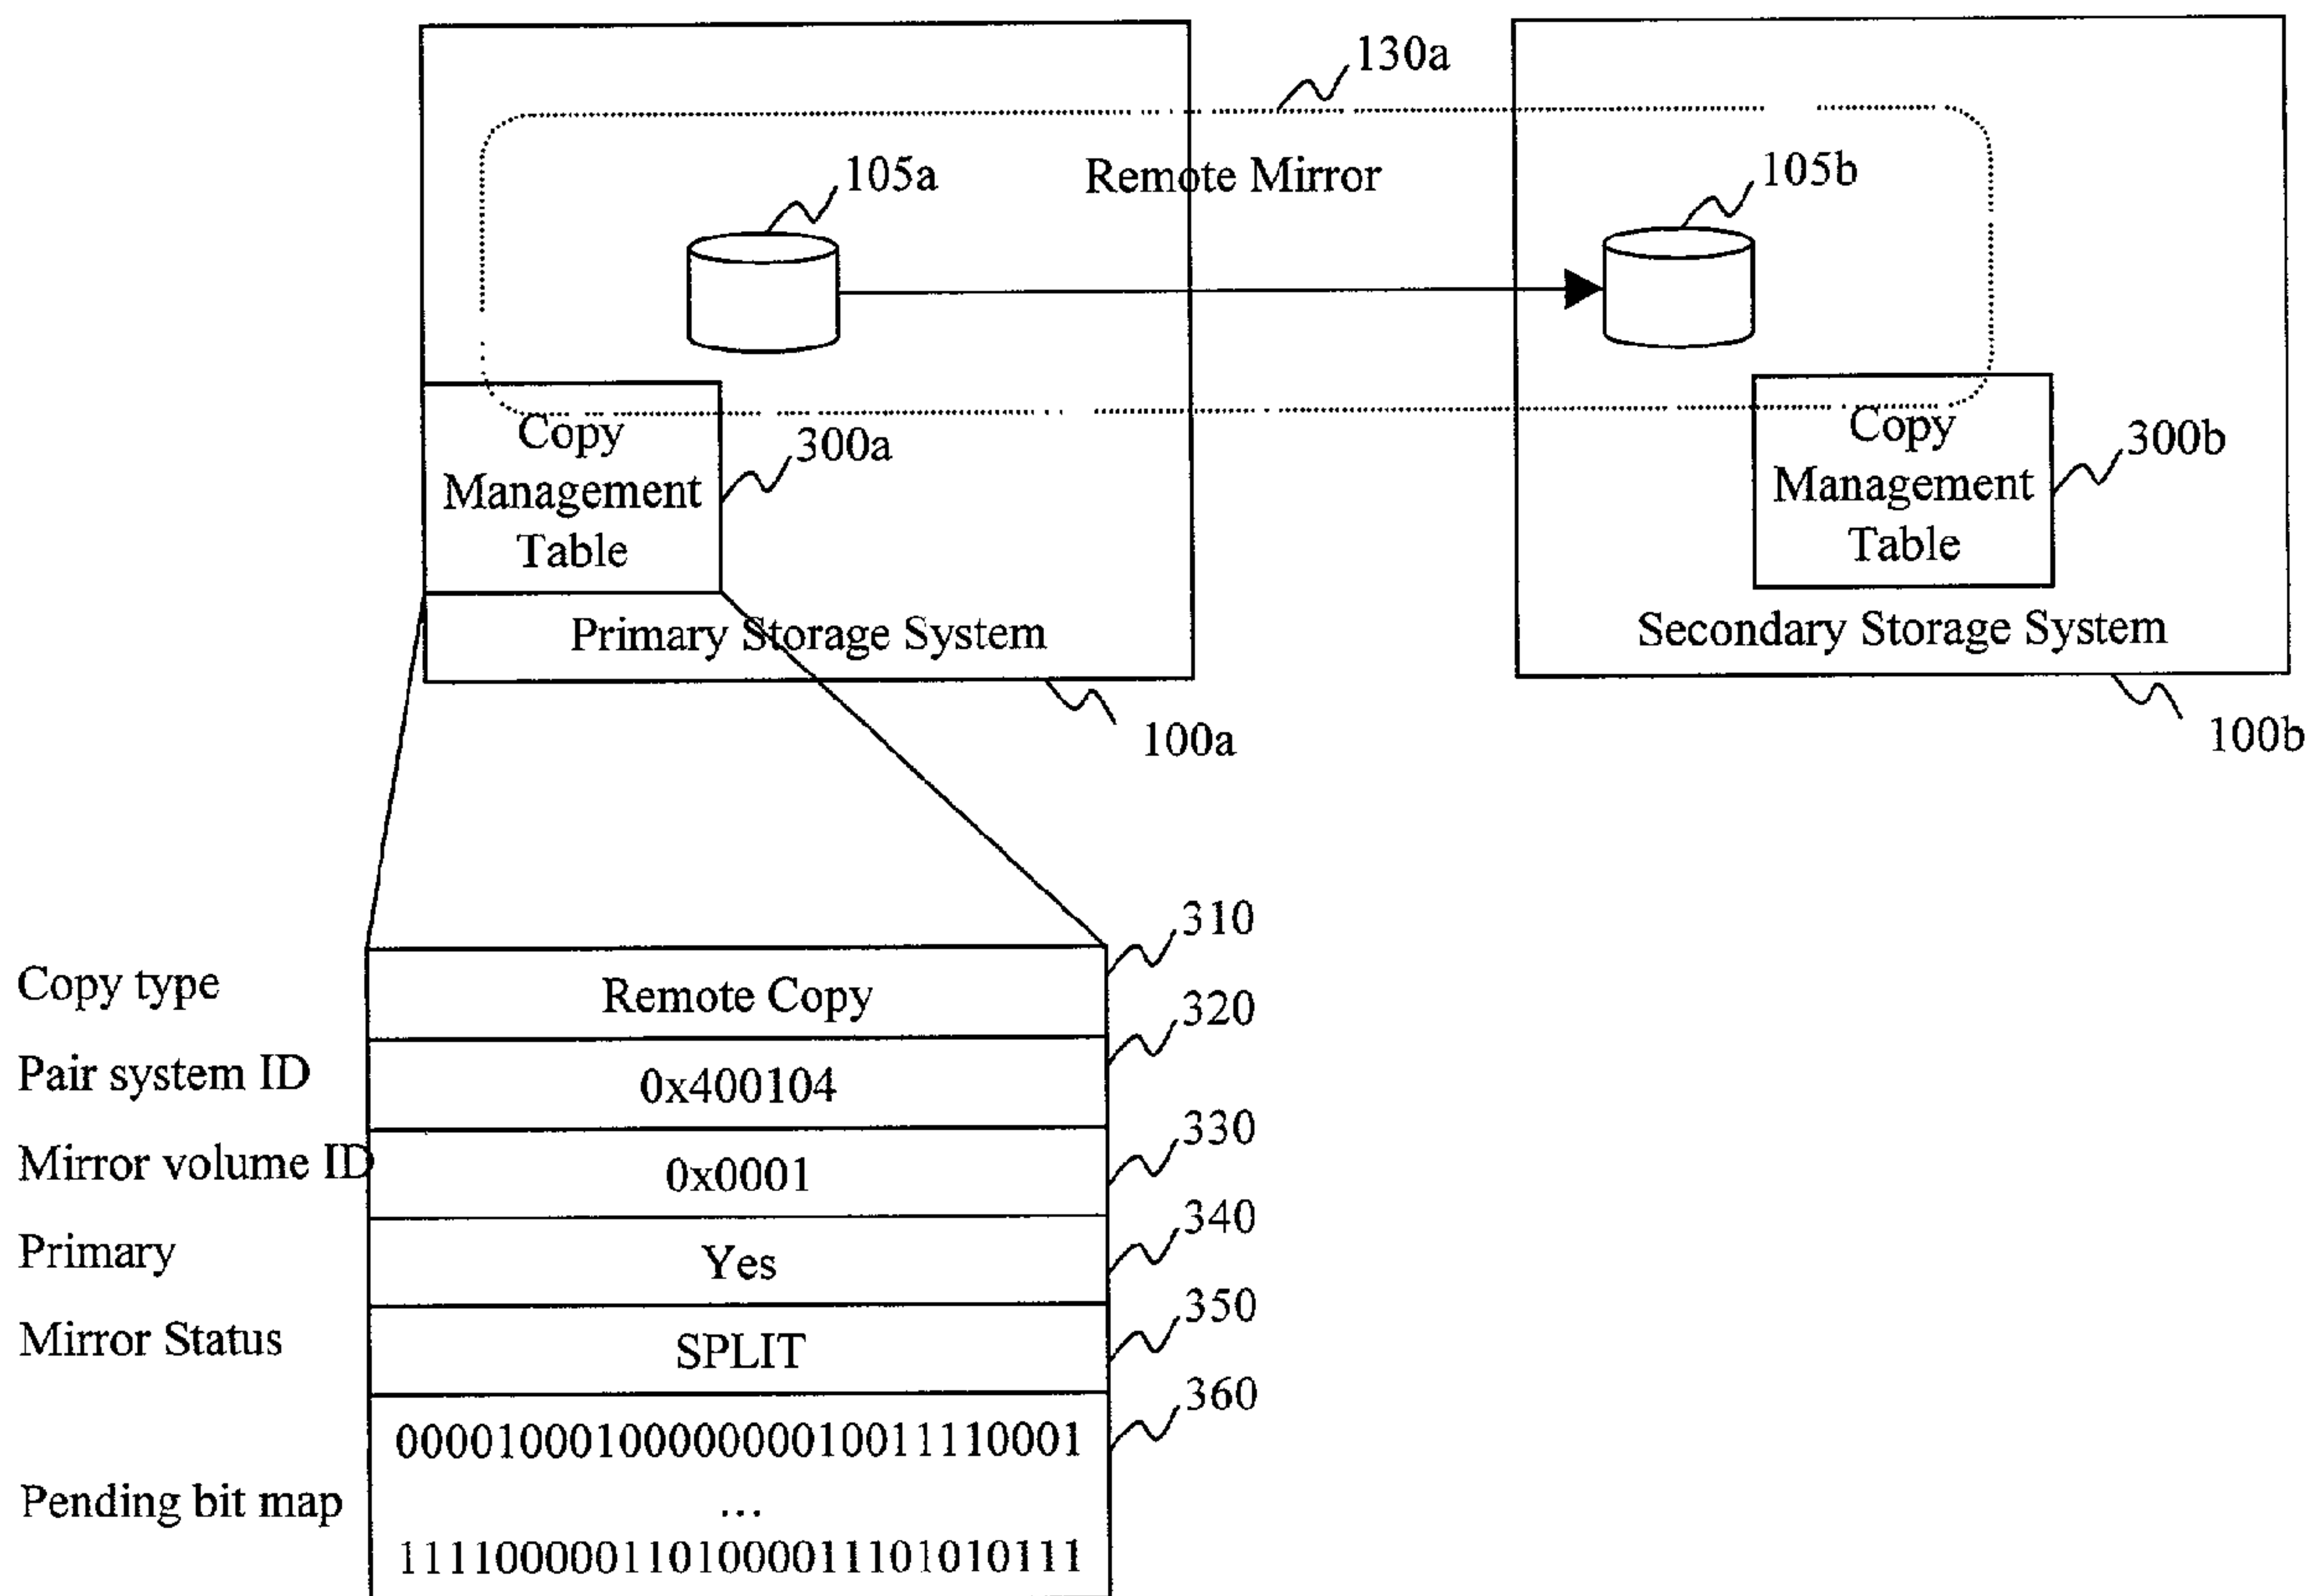 130a
105a
Remote Mirror
105b
Copy
Management
Table
300a
Copy
Management
Table
300b
Primary Storage System
Secondary Storage System
100a
100b
310
Copy type
Remote Copy
320
Pair system ID
0x400104
330
Mirror volume ID
0x0001
340
Primary
Yes
350
Mirror Status
SPLIT
360
0000100010000000010011110001
Pending bit map
...
1111000001101000011101010111